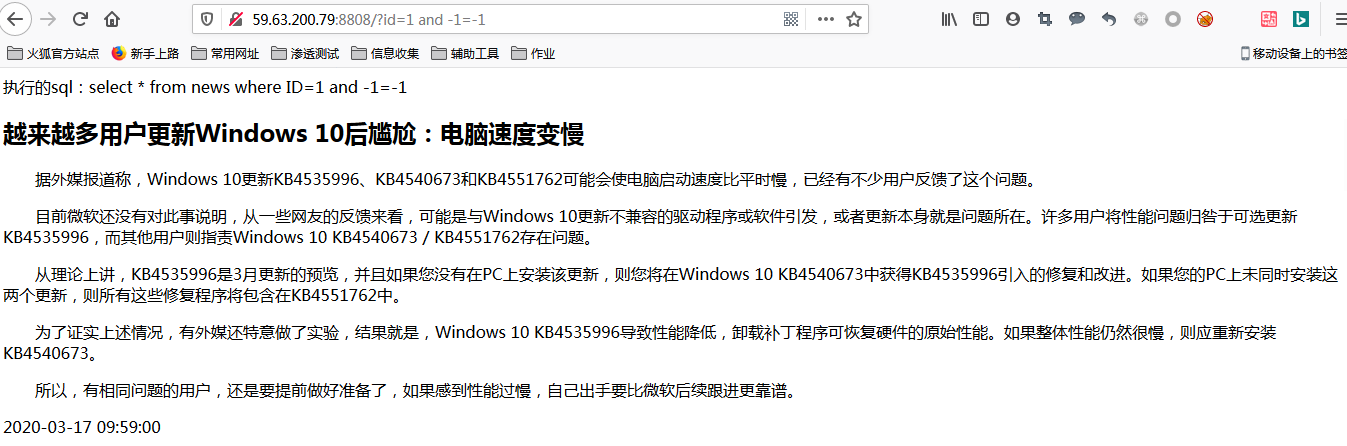 59.63.200.79:8808/?id=1 and -1=-1
火狐官方站点 新手上路 常用网址 渗透测试 信息收集 辅助工具 作业 移动设备上的书签
执行的sql：select * from news where ID=1 and -1=-1
越来越多用户更新Windows 10后尴尬：电脑速度变慢
据外媒报道称，Windows 10更新KB4535996、KB4540673和KB4551762可能会使电脑启动速度比平时慢，已经有不少用户反馈了这个问题。
目前微软还没有对此事说明，从一些网友的反馈来看，可能是与Windows 10更新不兼容的驱动程序或软件引发，或者更新本身就是问题所在。许多用户将性能问题归咎于可选更新
KB4535996，而其他用户则指责Windows 10 KB4540673 / KB4551762存在问题。
从理论上讲，KB4535996是3月更新的预览，并且如果您没有在PC上安装该更新，则您将在Windows 10 KB4540673中获得KB4535996引入的修复和改进。如果您的PC上未同时安装这
两个更新，则所有这些修复程序将包含在KB4551762中。
为了证实上述情况，有外媒还特意做了实验，结果就是，Windows 10 KB4535996导致性能降低，卸载补丁程序可恢复硬件的原始性能。如果整体性能仍然很慢，则应重新安装
KB4540673。
所以，有相同问题的用户，还是要提前做好准备了，如果感到性能过慢，自己出手要比微软后续跟进更靠谱。
2020-03-17 09:59:00